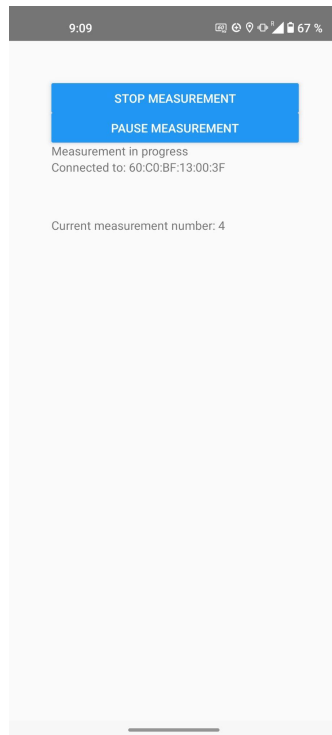 9:09
R
67 %
STOP MEASUREMENT
PAUSE MEASUREMENT
Measurement in progress
Connected to: 60:C0:BF:13:00:3F
Current measurement number: 4